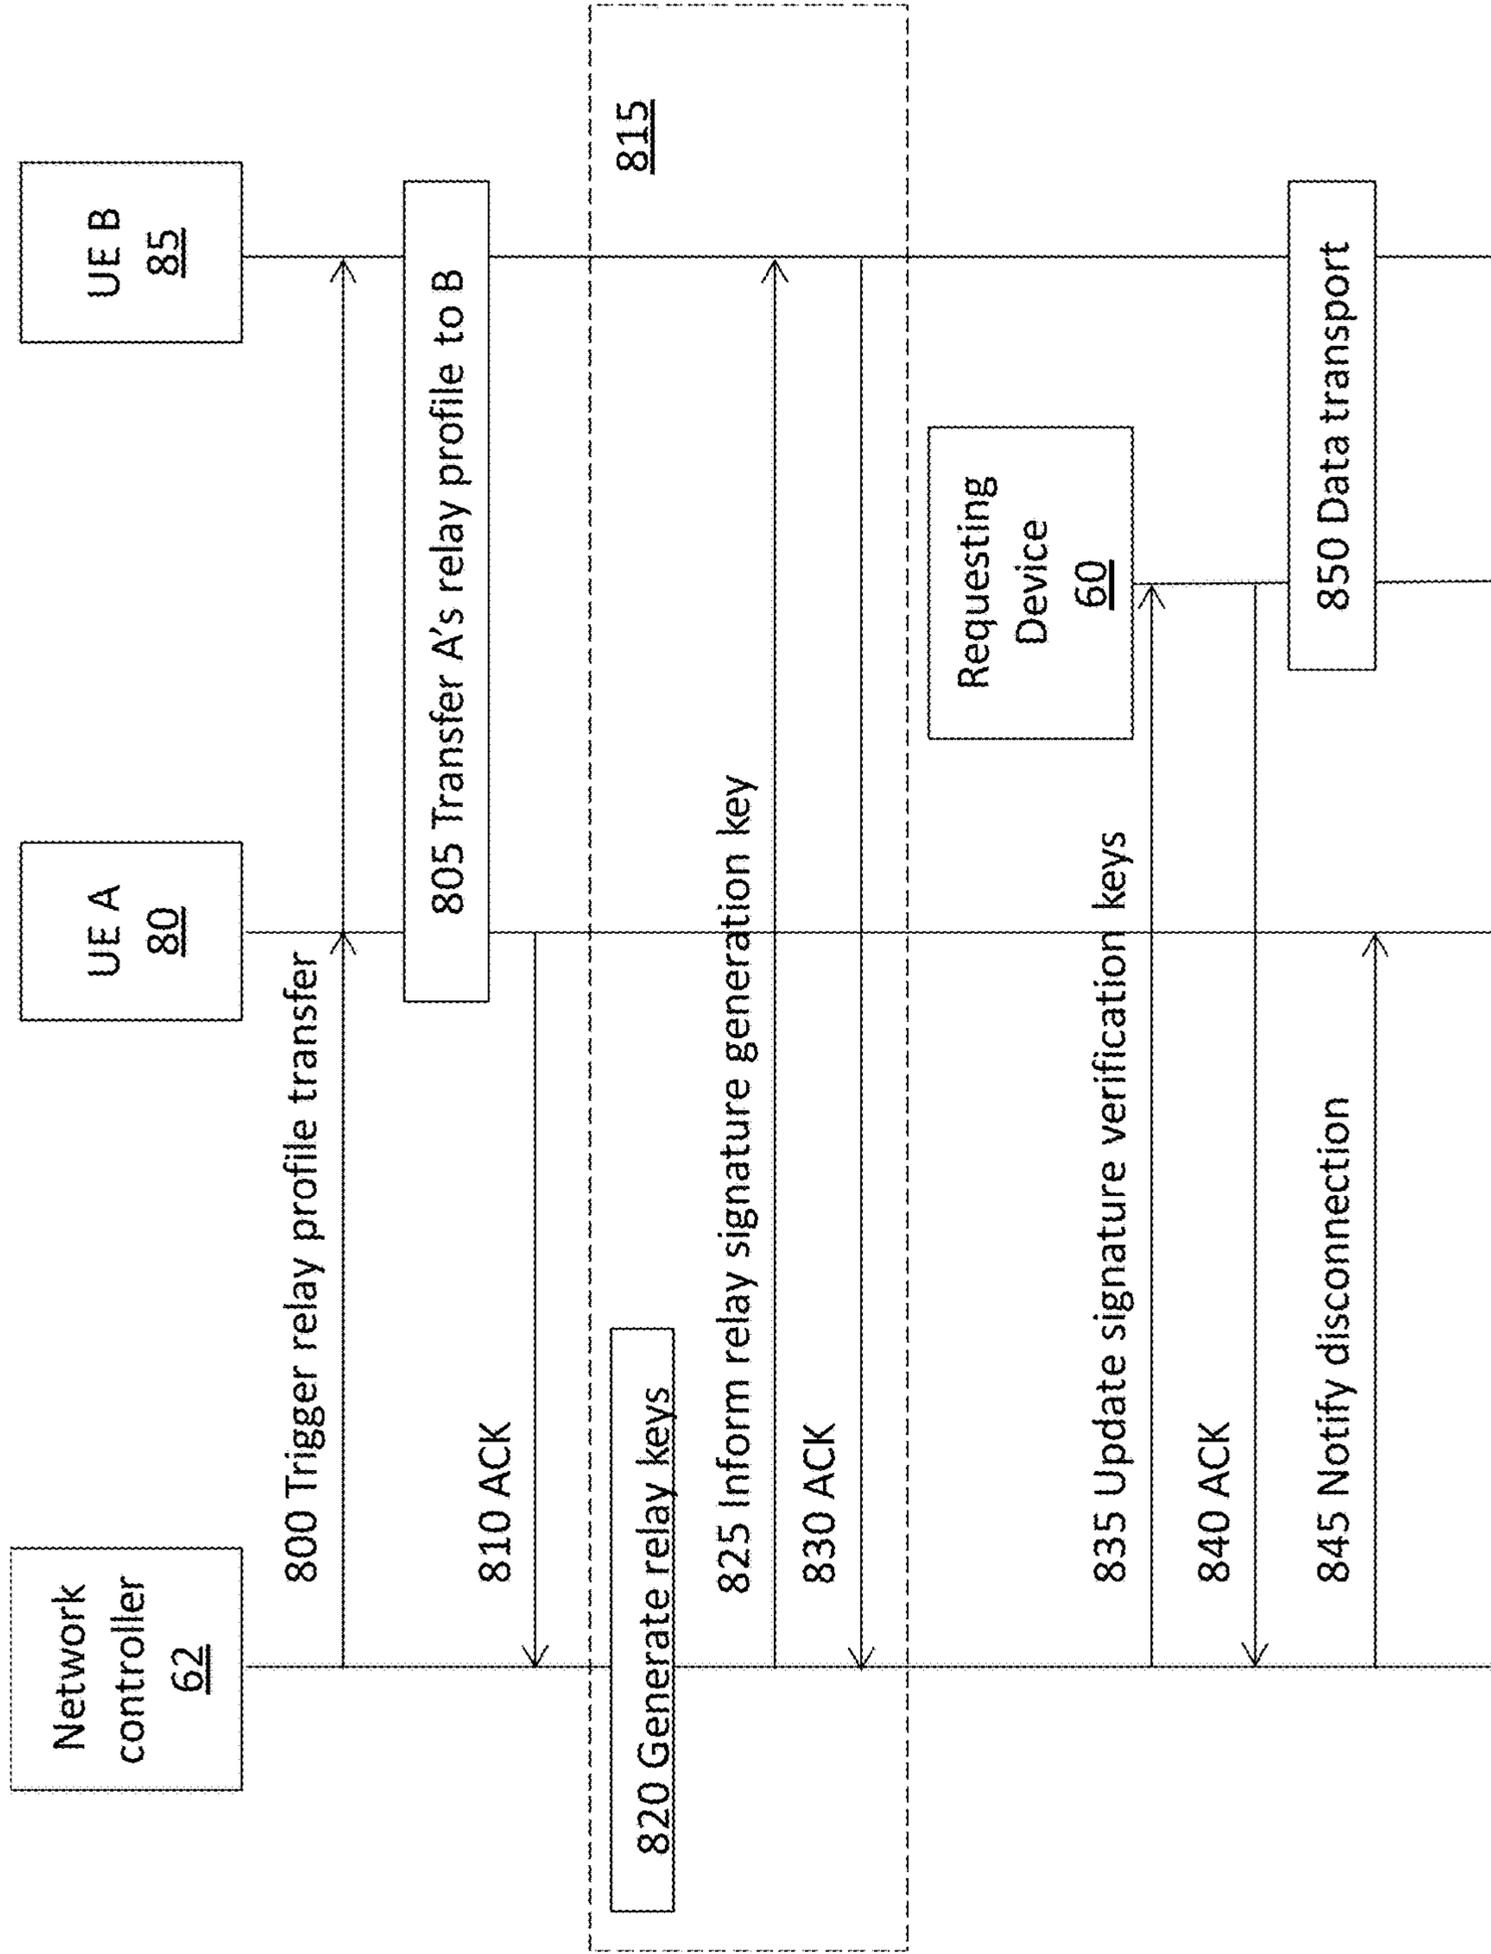 Network
controller
62
UE A
80
UE B
85
800 Trigger relay profile transfer
805 Transfer A's relay profile to B
810 ACK
815
820 Generate relay keys
825 Inform relay signature generation key
830 ACK
Requesting
Device
60
835 Update signature verification keys
840 ACK
845 Notify disconnection
850 Data transport